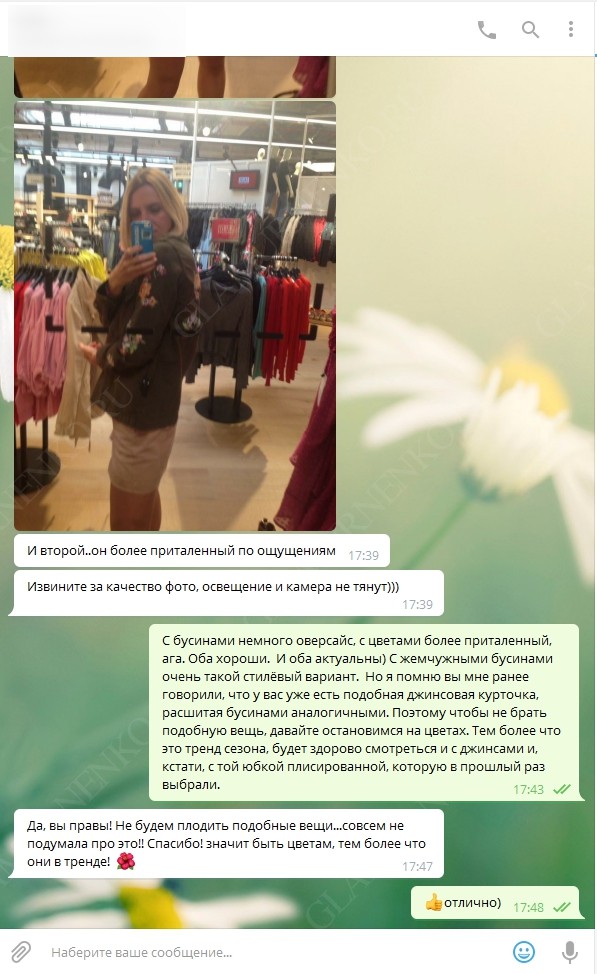 И второй..он более приталенный по ощущениям
17:39
Извините за качество фото, освещение и камера не тянут)))
17:39
С бусинами немного оверсайс, с цветами более приталенный,
ага. Оба хороши.  И оба актуальны) С жемчужными бусинами
очень такой стилёвый вариант.  Но я помню вы мне ранее
говорили, что у вас уже есть подобная джинсовая курточка,
расшитая бусинами аналогичными. Поэтому чтобы не брать
подобную вещь, давайте остановимся на цветах. Тем более что
это тренд сезона, будет здорово смотреться и с джинсами и,
кстати, с той юбкой плисированной, которую в прошлый раз
выбрали.
17:43
Да, вы правы! Не будем плодить подобные вещи...совсем не
подумала про это!! Спасибо! значит быть цветам, тем более что
они в тренде! 🌺
17:47
👍отлично)
17:48
Наберите ваше сообщение...